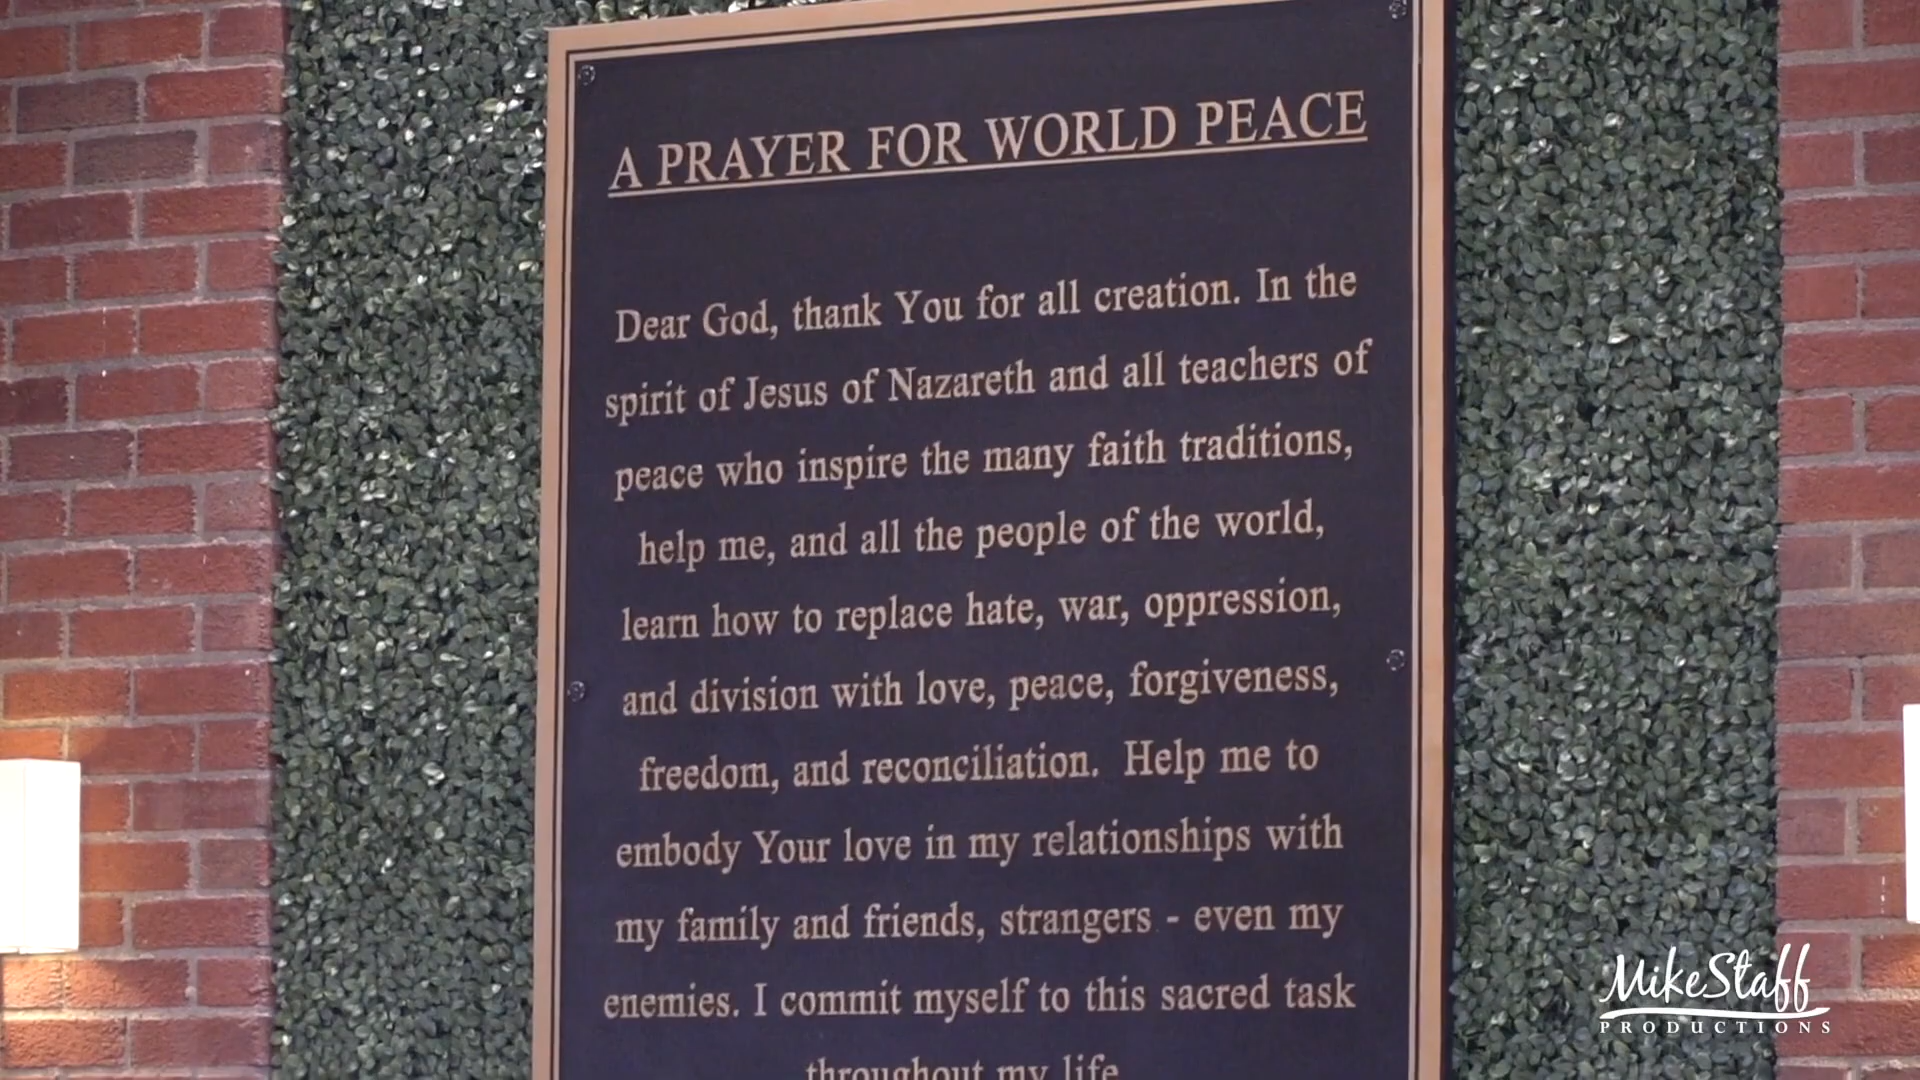 A PRAYER FOR WORLD PEACE
Dear God, thank You for all creation. In the
spirit of Jesus of Nazareth and all teachers of
peace who inspire the many faith traditions,
help me, and all the people of the world,
learn how to replace hate, war, oppression,
and division with love, peace, forgiveness,
freedom, and reconciliation. Help me to
embody Your love in my relationships with
my family and friends, strangers - even my
enemies. I commit myself to this sacred task
throughout my life
MikeStaff
PRODUCTIONS